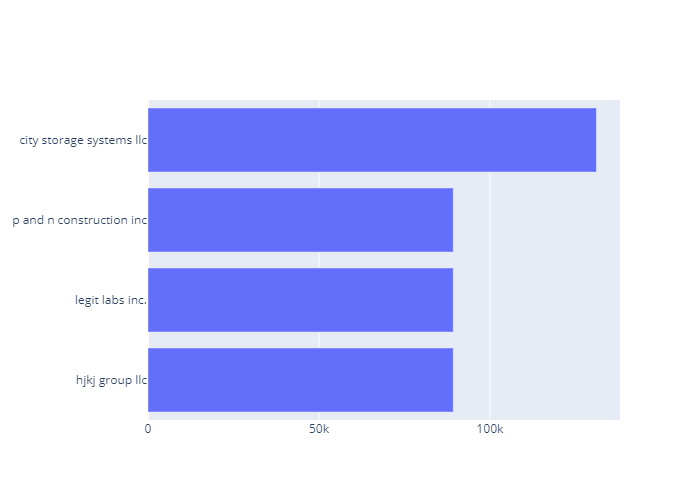 city storage systems llc
p and n construction inc
legit labs inc.
hjkj group llc
0 50k 100k